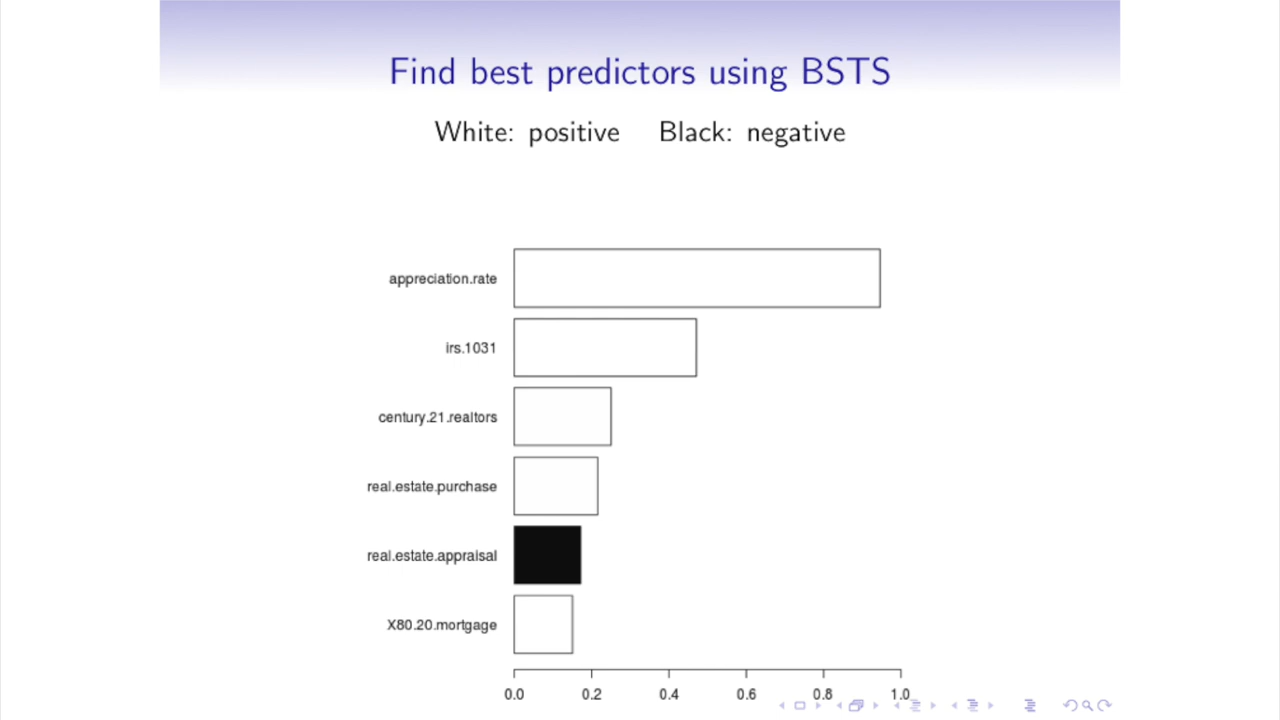 Find best predictors using BSTS
White: positive Black: negative
appreciation.rate
irs.1031
century.21.realtors
real.estate.purchase
real.estate.appraisal
X80.20.mortgage
0.0 0.2 0.4 0.6 0.8 1.0